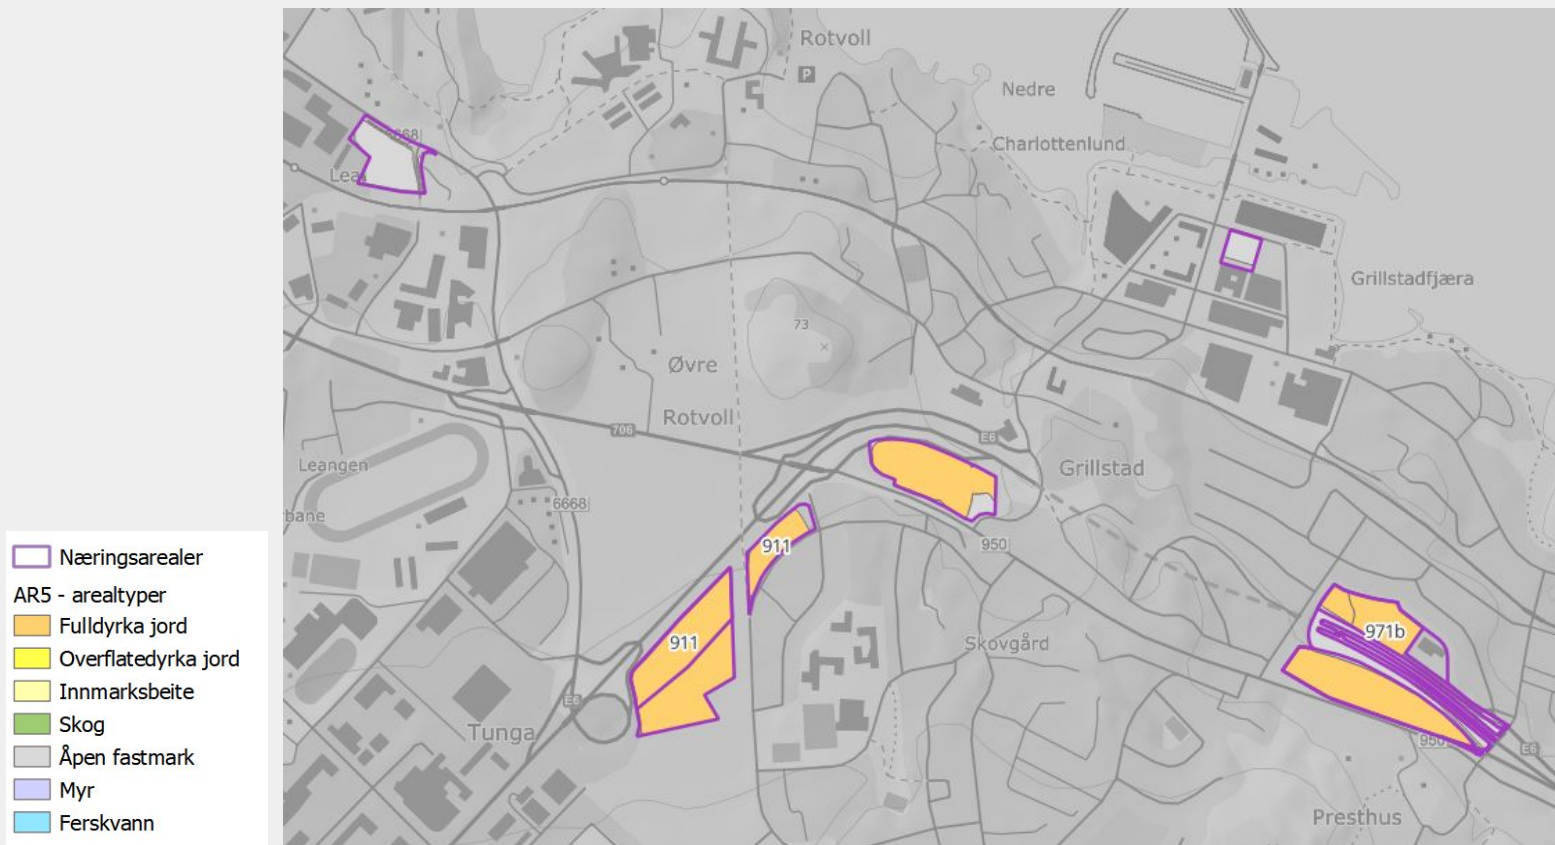 Rotvoll
P
Nedre
Charlottenlund
6668
Lea
Grillstadfjæra
73
Øvre
Rotvoll
706
E6
Leangen
Grillstad
6668
bane
911
950
Næringsarealer
AR5 - arealtyper
Fulldyrka jord
Overflatedyrka jord
Innmarksbeite
Skog
Åpen fastmark
Myr
Ferskvann
911
Skovgård
971b
E6
Tunga
950
E6
Presthus